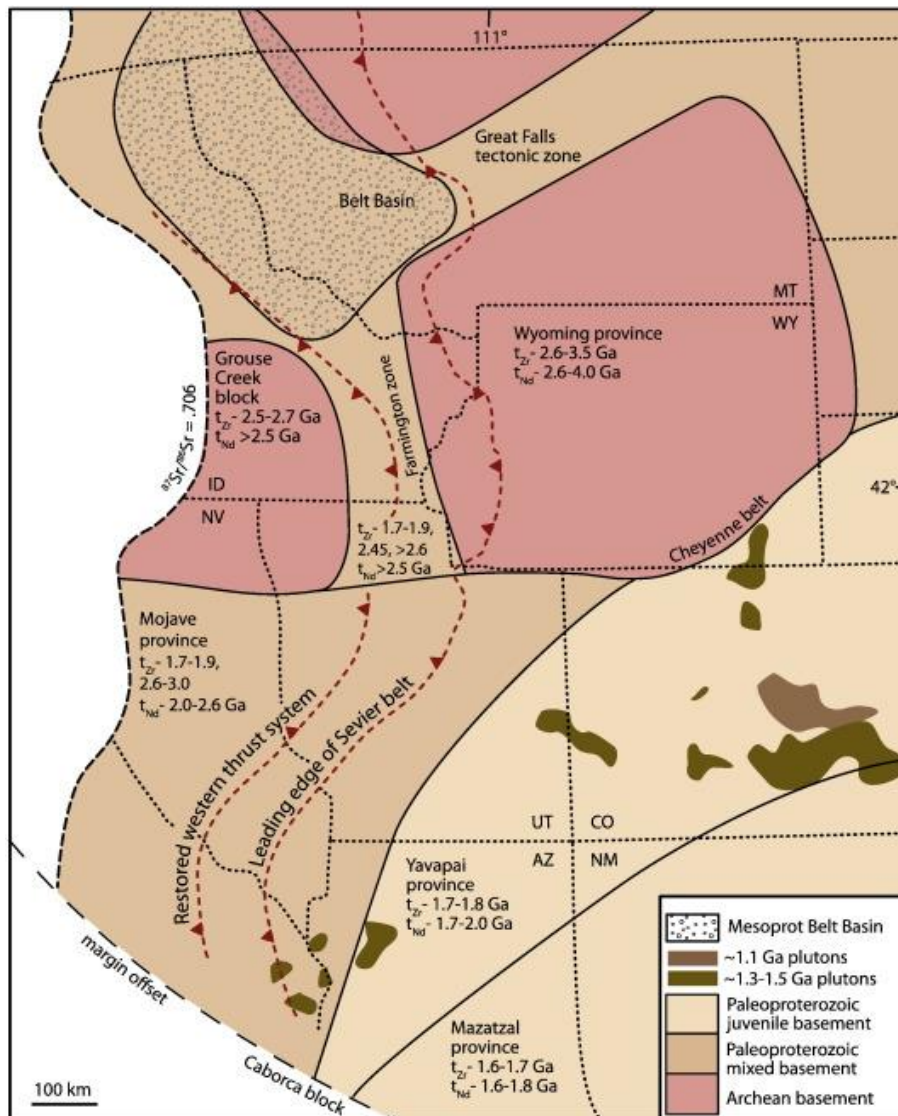 111°
Great Falls
tectonic zone
Belt Basin
MT
WY
Wyoming province
tZr- 2.6-3.5 Ga
tNd- 2.6-4.0 Ga
Grouse
Creek
block
tZr- 2.5-2.7 Ga
tNd >2.5 Ga
Farmington zone
87Sr/86Sr = .706
ID
NV
42°
Cheyenne belt
tZr- 1.7-1.9,
2.45, >2.6
tNd>2.5 Ga
Mojave
province
tZr- 1.7-1.9,
2.6-3.0
tNd- 2.0-2.6 Ga
Restored western thrust system
Leading edge of Sevier belt
UT
CO
AZ
NM
Yavapai
province
tZr- 1.7-1.8 Ga
tNd- 1.7-2.0 Ga
margin offset
Caborca block
Mazatzal
province
tZr- 1.6-1.7 Ga
tNd- 1.6-1.8 Ga
100 km
Mesoprot Belt Basin
~1.1 Ga plutons
~1.3-1.5 Ga plutons
Paleoproterozoic
juvenile basement
Paleoproterozoic
mixed basement
Archean basement